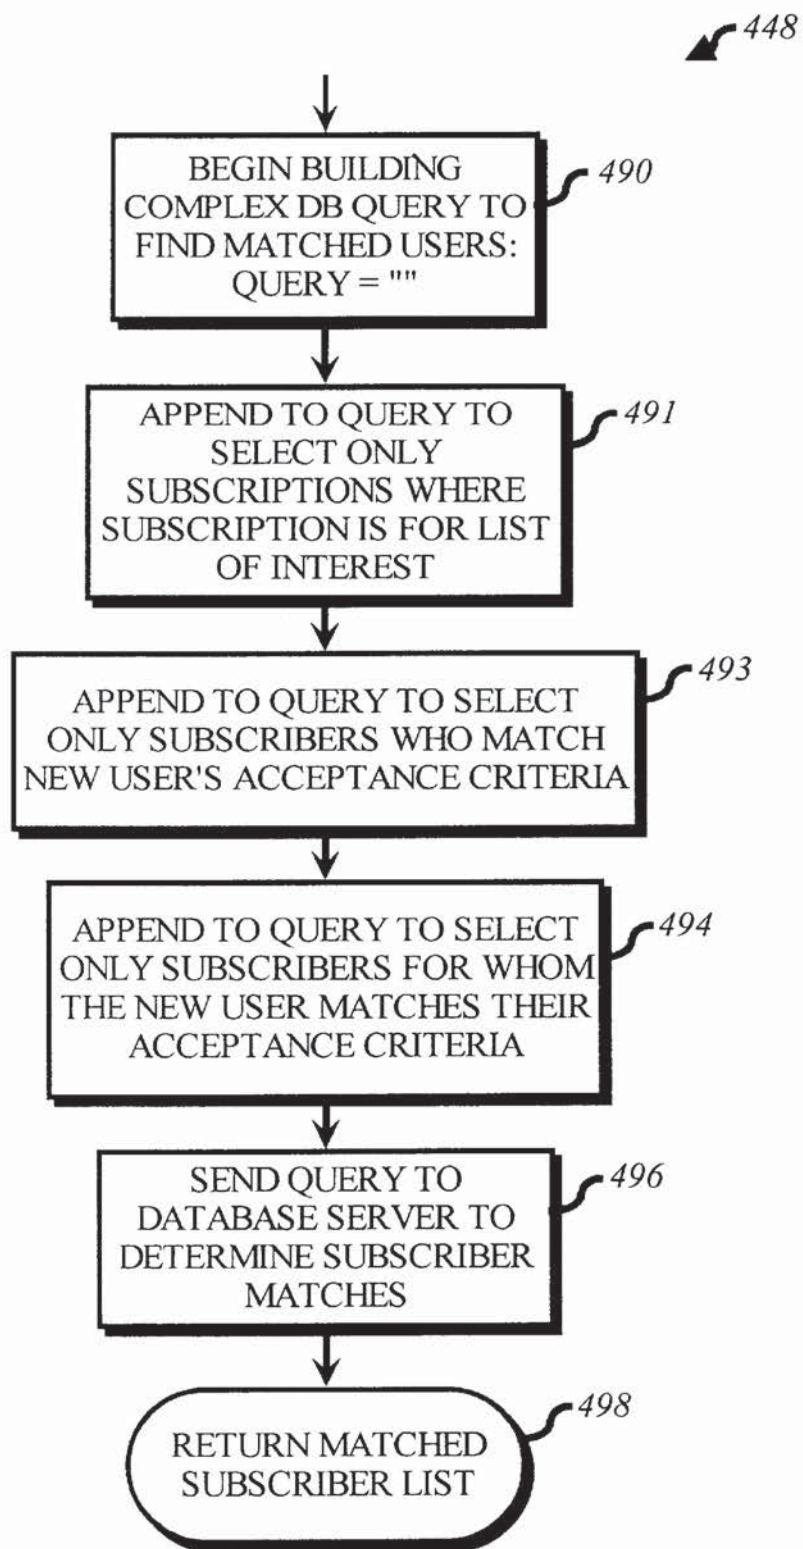 448
BEGIN BUILDING
COMPLEX DB QUERY TO
FIND MATCHED USERS:
QUERY = ""
490
APPEND TO QUERY TO
SELECT ONLY
SUBSCRIPTIONS WHERE
SUBSCRIPTION IS FOR LIST
OF INTEREST
491
APPEND TO QUERY TO SELECT
ONLY SUBSCRIBERS WHO MATCH
NEW USER'S ACCEPTANCE CRITERIA
493
APPEND TO QUERY TO SELECT
ONLY SUBSCRIBERS FOR WHOM
THE NEW USER MATCHES THEIR
ACCEPTANCE CRITERIA
494
SEND QUERY TO
DATABASE SERVER TO
DETERMINE SUBSCRIBER
MATCHES
496
RETURN MATCHED
SUBSCRIBER LIST
498